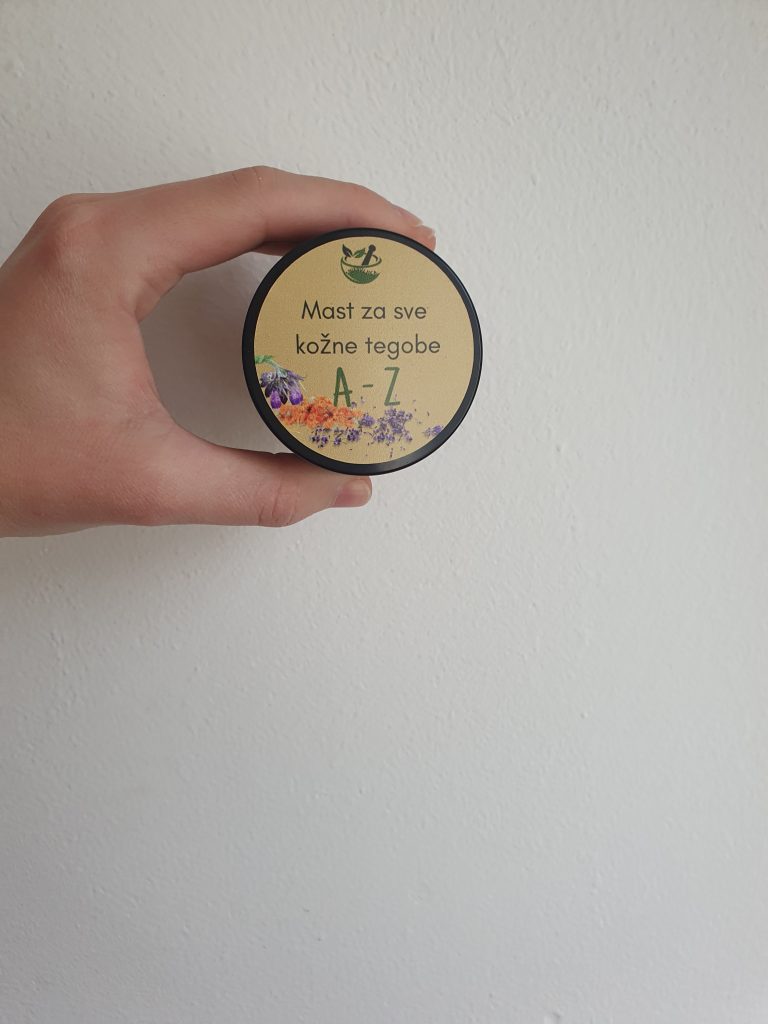 Mast za sve
kožne tegobe
A - Z